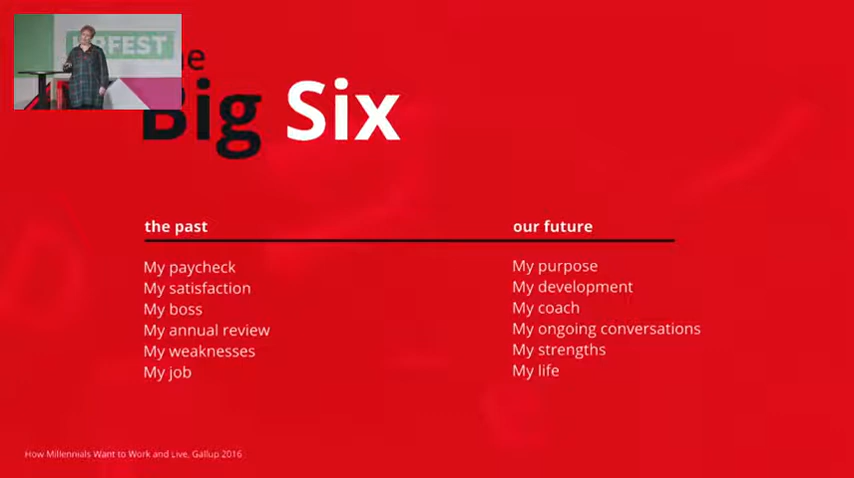 FEST
Big Six
the past
our future
My paycheck
My purpose
My satisfaction
My development
My boss
My coach
My annual review
My ongoing conversations
My weaknesses
My strengths
My job
My life
How Millennials Want to Work and Live, Gallup 2016